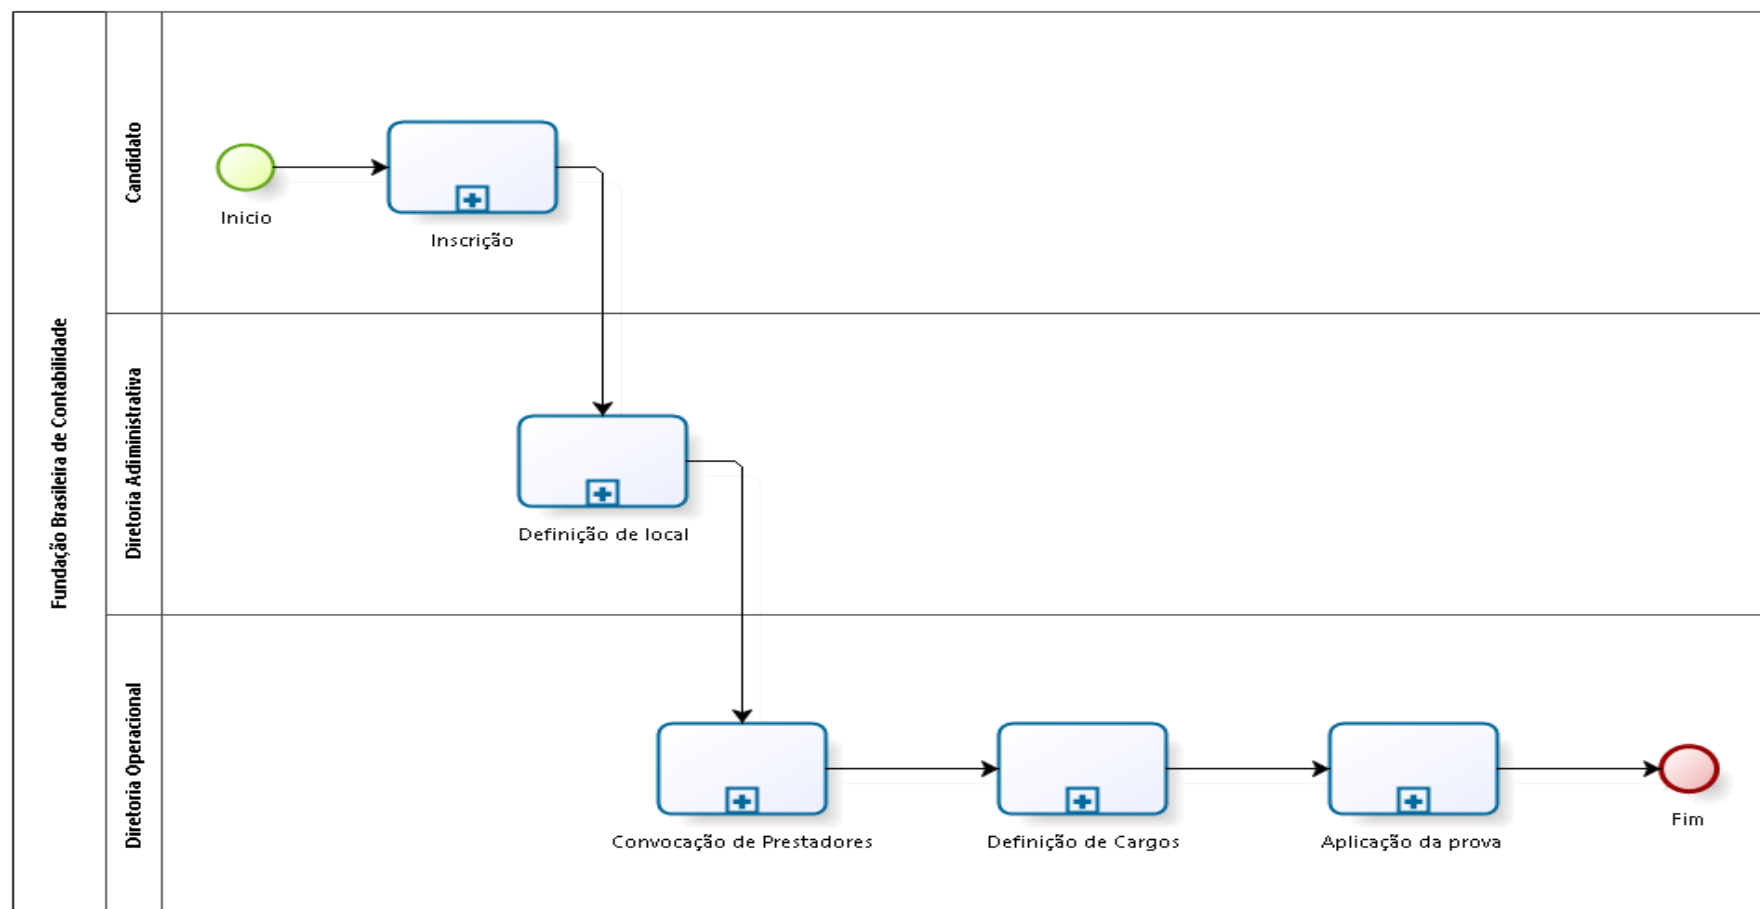 Fundação Brasileira de Contabilidade
Candidato
Inicio
Inscrição
Diretoria Adiministrativa
Definição de local
Diretoria Operacional
Convocação de Prestadores
Definição de Cargos
Aplicação da prova
Fim